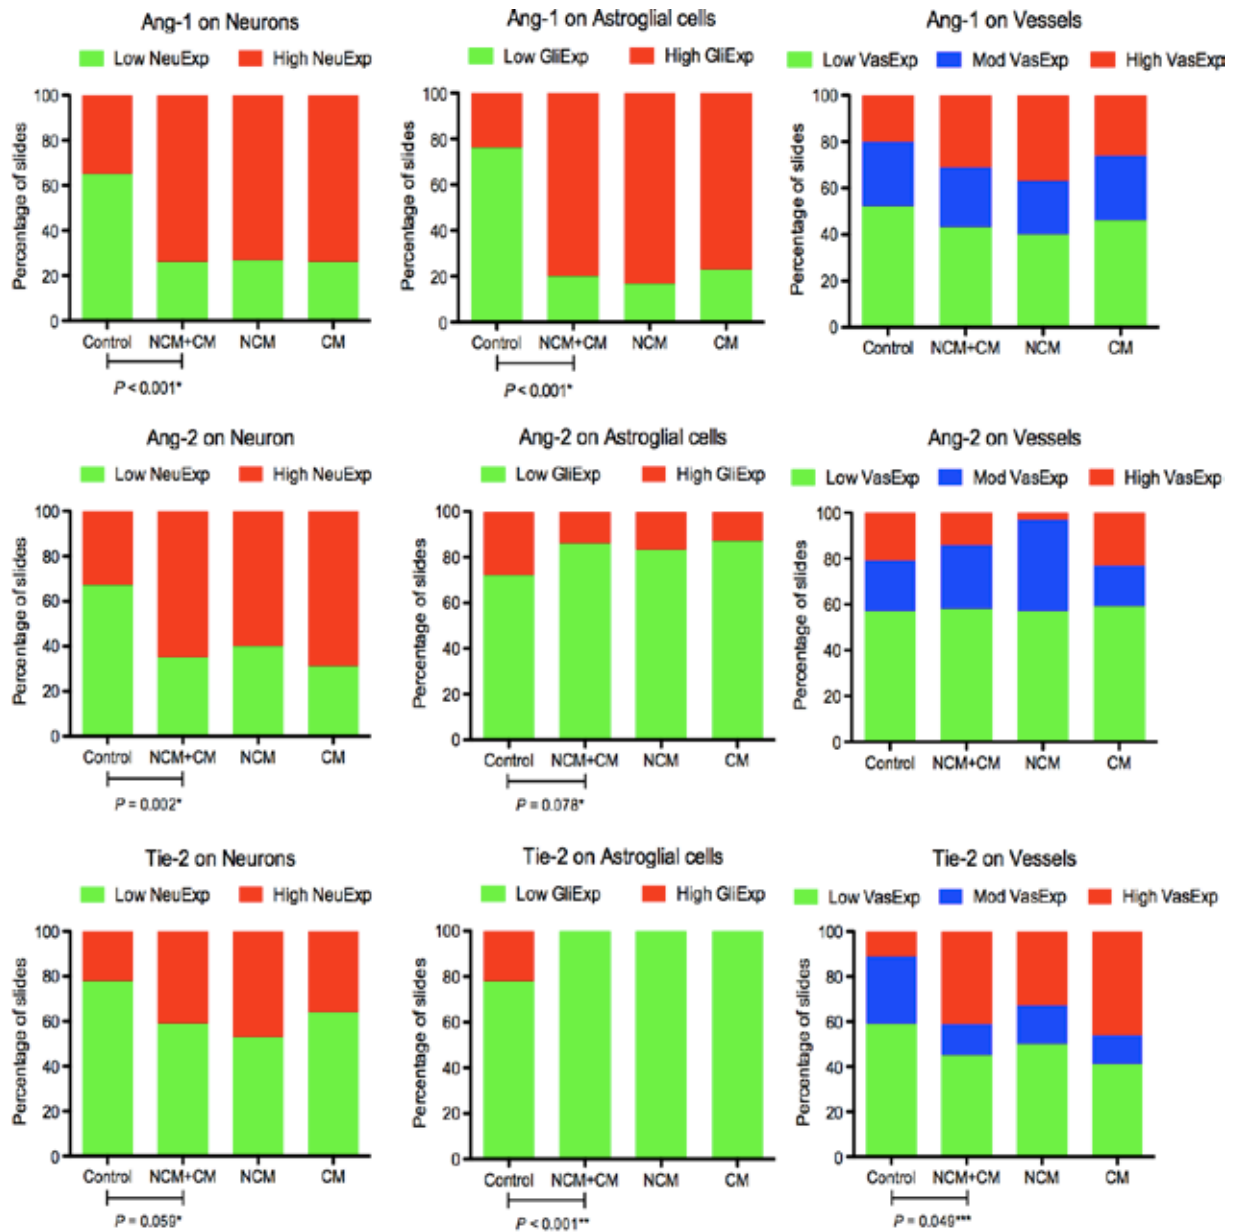 Ang-1 on Neurons
Low NeuExp High NeuExp
Percentage of slides
100
80
60
40
20
0
Control NCM+CM NCM CM
P < 0.001*
Ang-1 on Astroglial cells
Low GliExp High GliExp
Percentage of slides
100
80
60
40
20
0
Control NCM+CM NCM CM
P < 0.001*
Ang-1 on Vessels
Low VasExp Mod VasExp High VasExp
Percentage of slides
100
80
60
40
20
0
Control NCM+CM NCM CM
Ang-2 on Neuron
Low NeuExp High NeuExp
Percentage of slides
100
80
60
40
20
0
Control NCM+CM NCM CM
P = 0.002*
Ang-2 on Astroglial cells
Low GliExp High GliExp
Percentage of slides
100
80
60
40
20
0
Control NCM+CM NCM CM
P = 0.078*
Ang-2 on Vessels
Low VasExp Mod VasExp High VasExp
Percentage of slides
100
80
60
40
20
0
Control NCM+CM NCM CM
Tie-2 on Neurons
Low NeuExp High NeuExp
Percentage of slides
100
80
60
40
20
0
Control NCM+CM NCM CM
P = 0.059*
Tie-2 on Astroglial cells
Low GliExp High GliExp
Percentage of slides
100
80
60
40
20
0
Control NCM+CM NCM CM
P < 0.001**
Tie-2 on Vessels
Low VasExp Mod VasExp High VasExp
Percentage of slides
100
80
60
40
20
0
Control NCM+CM NCM CM
P = 0.049***